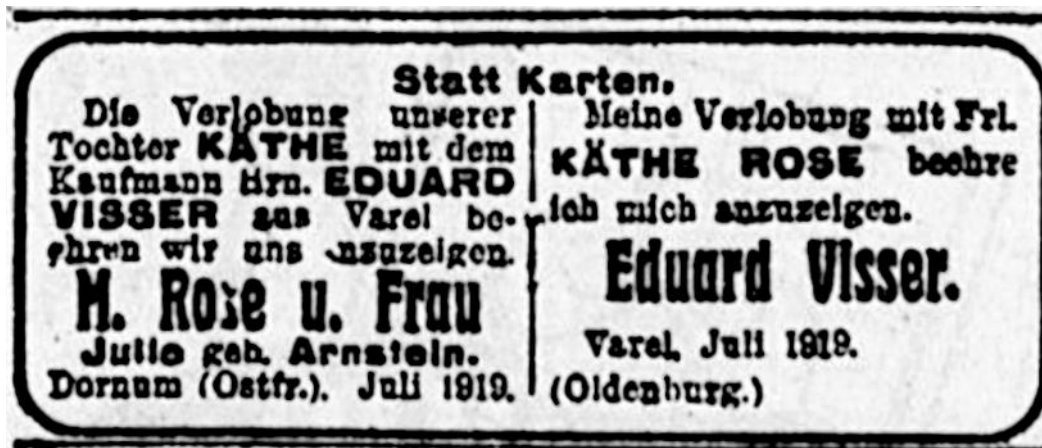 Statt Karten.
Die Verlobung unserer
Tochter KÄTHE mit dem
Kaufmann Hrn. EDUARD
VISSER aus Varel be-
ehren wir uns anzuzeigen.
M. Rose u. Frau
Julie geb. Arnstein.
Dornum (Ostfr.). Juli 1919.
Meine Verlobung mit Frl.
KÄTHE ROSE beehre
ich mich anzuzeigen.
Eduard Visser.
Varel, Juli 1919.
(Oldenburg.)